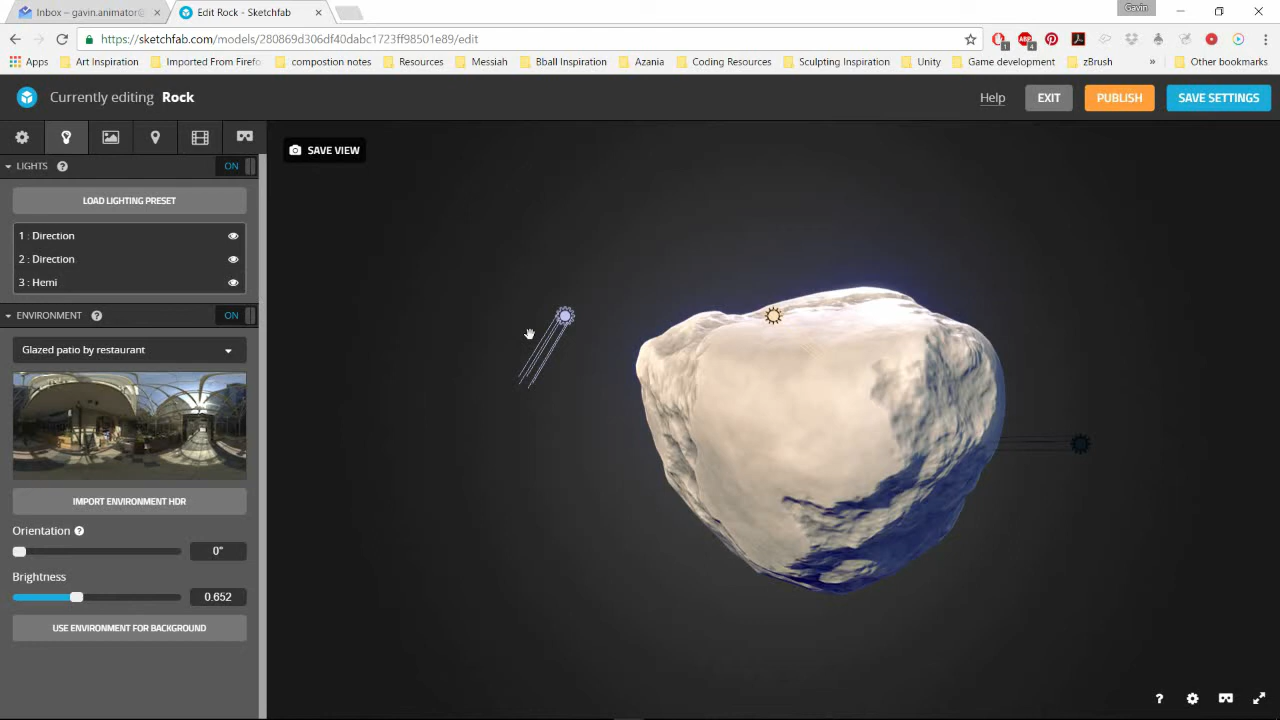 Inbox – gavin.animator@
Edit Rock - Sketchfab
Gavin
https://sketchfab.com/models/280869d306df40dabc1723ff98501e89/edit
1
4
Apps
Art Inspiration
Imported From Firefo
compostion notes
Resources
Messiah
Bball Inspiration
Azania
Coding Resources
Sculpting Inspiration
Unity
Game development
zBrush
»
Other bookmarks
Currently editing Rock
Help
EXIT
PUBLISH
SAVE SETTINGS
LIGHTS ?
ON
SAVE VIEW
LOAD LIGHTING PRESET
1 : Direction
2 : Direction
3 : Hemi
ENVIRONMENT ?
ON
Glazed patio by restaurant
IMPORT ENVIRONMENT HDR
Orientation ?
0°
Brightness
0.652
USE ENVIRONMENT FOR BACKGROUND
?